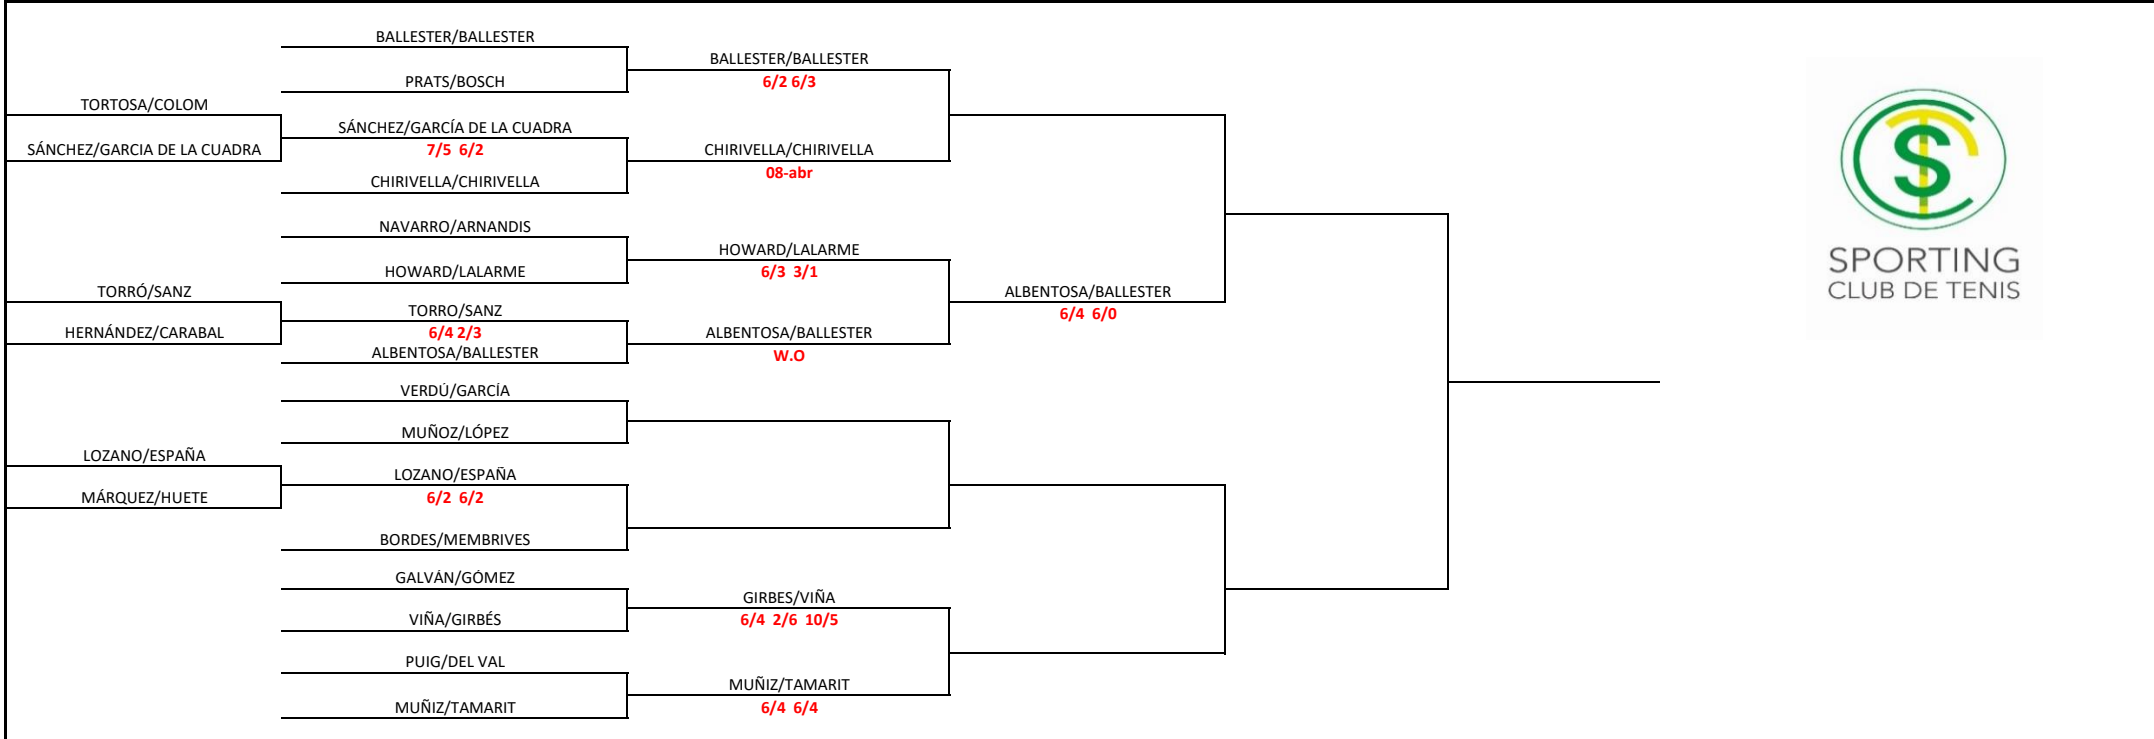 BALLESTER/BALLESTER
BALLESTER/BALLESTER
6/2 6/3
PRATS/BOSCH
TORTOSA/COLOM
SÁNCHEZ/GARCÍA DE LA CUADRA
7/5 6/2
SÁNCHEZ/GARCIA DE LA CUADRA
CHIRIVELLA/CHIRIVELLA
08-abr
CHIRIVELLA/CHIRIVELLA
NAVARRO/ARNANDIS
HOWARD/LALARME
6/3 3/1
HOWARD/LALARME
TORRÓ/SANZ
ALBENTOSA/BALLESTER
6/4 6/0
TORRO/SANZ
6/4 2/3
HERNÁNDEZ/CARABAL
ALBENTOSA/BALLESTER
W.O
ALBENTOSA/BALLESTER
VERDÚ/GARCÍA
MUÑOZ/LÓPEZ
LOZANO/ESPAÑA
LOZANO/ESPAÑA
6/2 6/2
MÁRQUEZ/HUETE
BORDES/MEMBRIVES
GALVÁN/GÓMEZ
GIRBES/VIÑA
6/4 2/6 10/5
VIÑA/GIRBÉS
PUIG/DEL VAL
MUÑIZ/TAMARIT
6/4 6/4
MUÑIZ/TAMARIT
SPORTING
CLUB DE TENIS